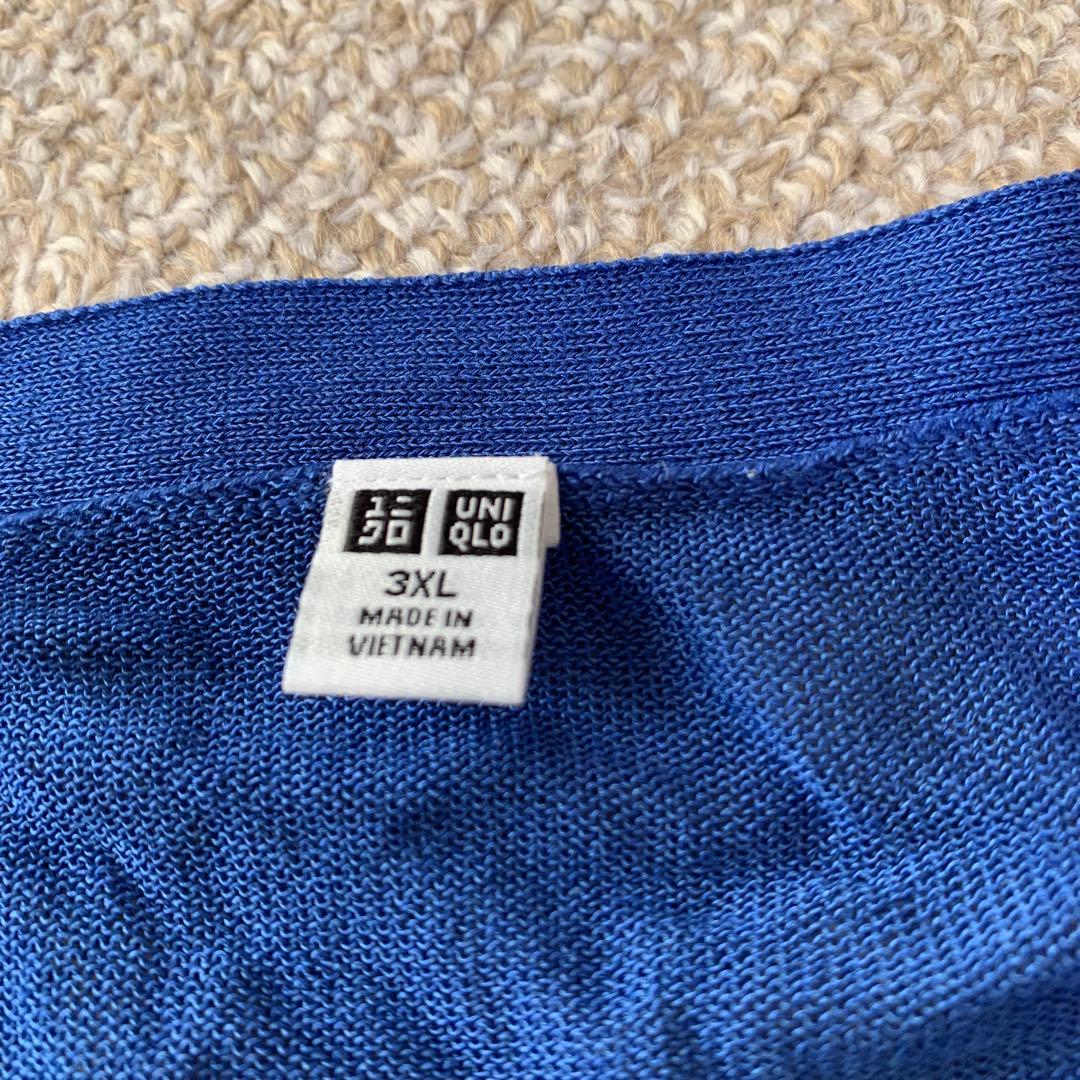 ユニ UNI
クロ QLO
3XL
MADE IN
VIETNAM